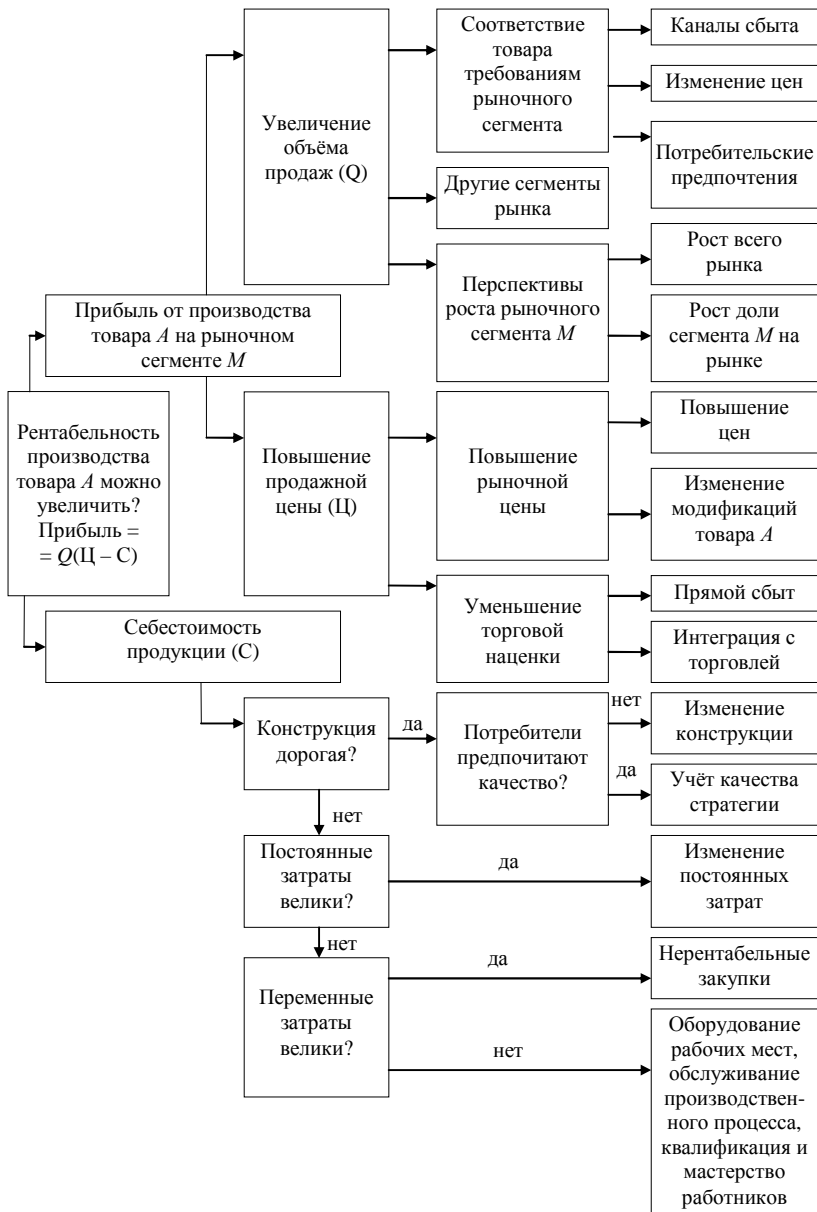 Соответствие
товара
требованиям
рыночного
сегмента
Каналы сбыта
Изменение цен
Потребительские
предпочтения
Увеличение
объёма
продаж (Q)
Другие сегменты
рынка
Перспективы
роста рыночного
сегмента M
Рост всего
рынка
Рост доли
сегмента M на
рынке
Прибыль от производства
товара A на рыночном
сегменте M
Рентабельность
производства
товара A можно
увеличить?
Прибыль =
= Q(Ц – С)
Повышение
продажной
цены (Ц)
Повышение
рыночной
цены
Повышение
цен
Изменение
модификаций
товара A
Уменьшение
торговой
наценки
Прямой сбыт
Интеграция с
торговлей
Себестоимость
продукции (С)
Конструкция
дорогая?
да
Потребители
предпочитают
качество?
нет
Изменение
конструкции
да
Учёт качества
стратегии
нет
Постоянные
затраты
велики?
да
Изменение
постоянных
затрат
нет
Переменные
затраты
велики?
да
Нерентабельные
закупки
нет
Оборудование
рабочих мест,
обслуживание
производствен-
ного процесса,
квалификация и
мастерство
работников